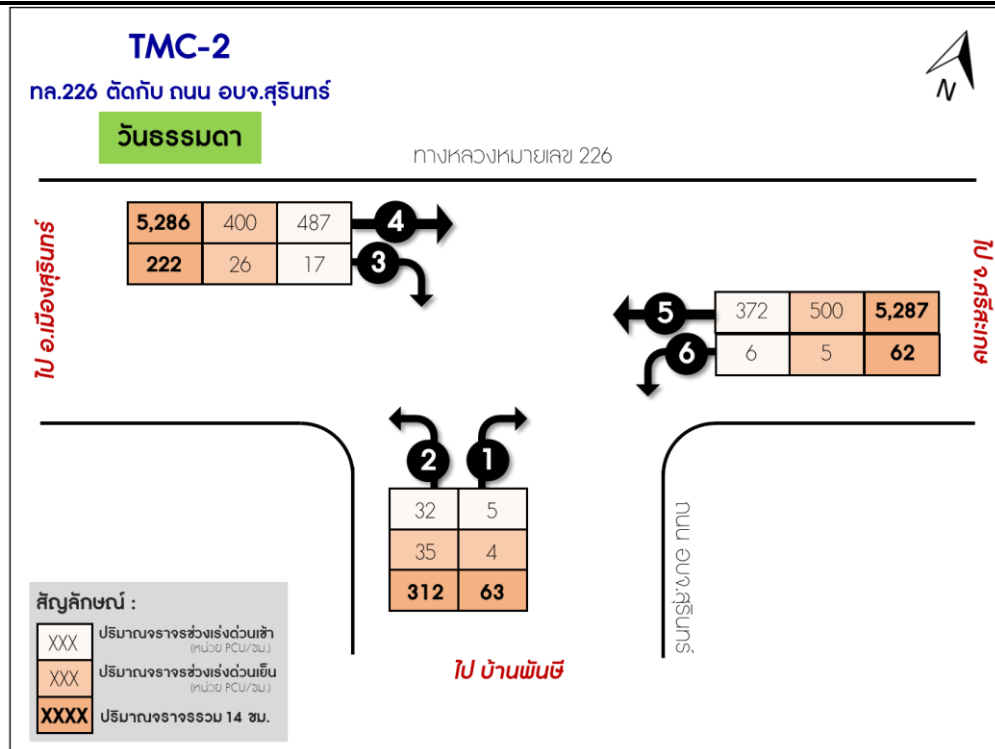 TMC-2
ทล.226 ตัดกับ ถนน อบจ.สุรินทร์
วันธรรมดา
N
ทางหลวงหมายเลข 226
ไป อ.เมืองสุรินทร์
5,286 400 487 4
222 26 17 3
ไป จ.ศรีสะเกษ
5 372 500 5,287
6 6 5 62
2 1
32 5
35 4
312 63
ถนน อบจ.สุรินทร์
ไป บ้านพันษี
สัญลักษณ์ :
XXX ปริมาณจราจรช่วงเร่งด่วนเช้า
(หน่วย PCU/ชม.)
XXX ปริมาณจราจรช่วงเร่งด่วนเย็น
(หน่วย PCU/ชม.)
XXXX ปริมาณจราจรรวม 14 ชม.